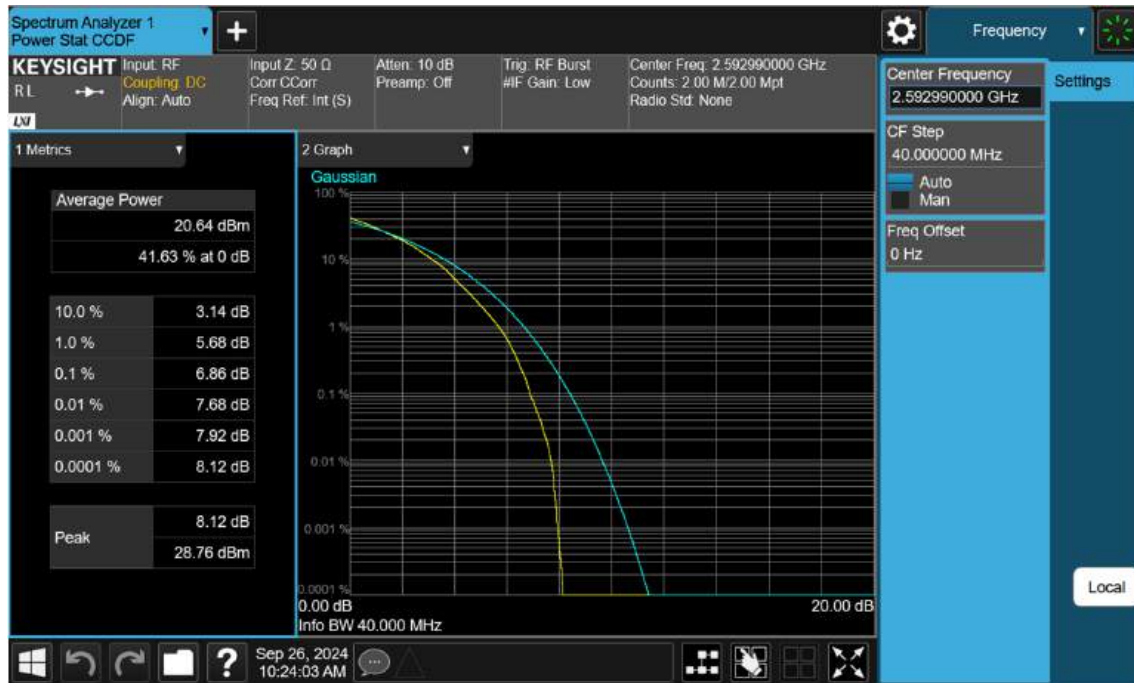 Spectrum Analyzer 1
Power Stat CCDF
+
Frequency
KEYSIGHT
RL
LXI
Input: RF
Coupling: DC
Align: Auto
Input Z: 50 Ω
Corr CCorr
Freq Ref: Int (S)
Atten: 10 dB
Preamp: Off
Trig: RF Burst
#IF Gain: Low
Center Freq: 2.592990000 GHz
Counts: 2.00 M/2.00 Mpt
Radio Std: None
Center Frequency
2.592990000 GHz
Settings
CF Step
40.000000 MHz
Auto
Man
Freq Offset
0 Hz
Local
1 Metrics
Average Power
20.64 dBm
41.63 % at 0 dB
10.0 % 3.14 dB
1.0 % 5.68 dB
0.1 % 6.86 dB
0.01 % 7.68 dB
0.001 % 7.92 dB
0.0001 % 8.12 dB
Peak 8.12 dB
28.76 dBm
2 Graph
Gaussian
100 %
10 %
1 %
0.1 %
0.01 %
0.001 %
0.0001 %
0.00 dB 20.00 dB
Info BW 40.000 MHz
?
Sep 26, 2024
10:24:03 AM